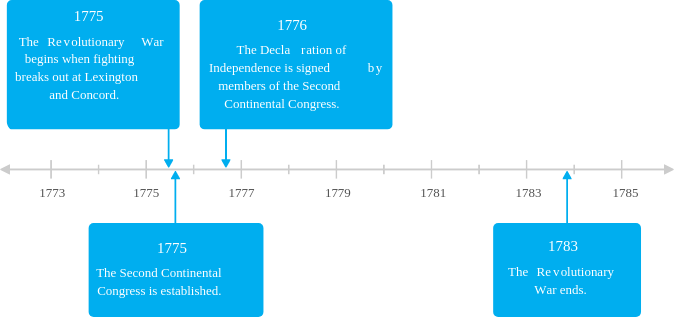 1775
The Revolutionary War
begins when fighting
breaks out at Lexington
and Concord.
1776
The Decla ration of
Independence is signed by
members of the Second
Continental Congress.
1773
1775
1777
1779
1781
1783
1785
1775
The Second Continental
Congress is established.
1783
The Revolutionary
War ends.